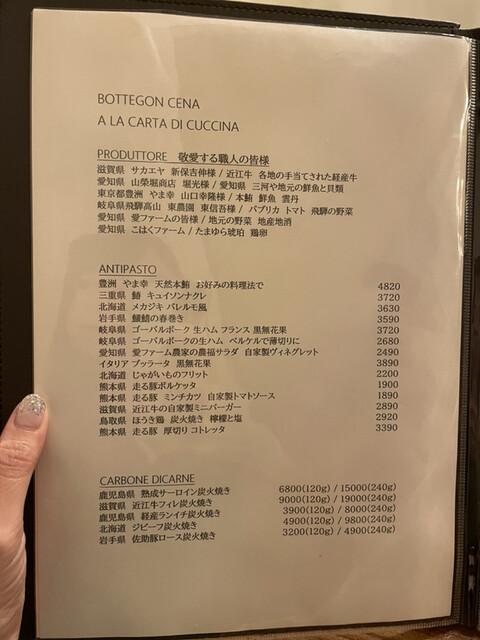 BOTTEGON CENA
A LA CARTA DI CUCCINA
PRODUTTORE 敬愛する職人の皆様
滋賀県 サカエヤ 新保吉伸様 / 近江牛 各地の手当てされた経産牛
愛知県 山榮堀商店 堀光様 / 愛知県 三河や地元の鮮魚と貝類
東京都豊洲 やま幸 山口幸隆様 / 本鮪 鮮魚 雲丹
岐阜県飛騨高山 東農園 東信吾様 / パプリカ トマト 飛騨の野菜
愛知県 愛ファームの皆様 / 地元の野菜 地産地消
愛知県 こはくファーム / たまゆら琥珀 鶏卵
ANTIPASTO
豊洲 やま幸 天然本鮪 お好みの料理法で 4820
三重県 鰆 キュイソンナクレ 3720
北海道 メカジキ パレルモ風 3630
岩手県 の春巻き 3590
岐阜県 ゴーバルポーク 生ハム フランス 黒無花果 3720
岐阜県 ゴーバルポークの生ハム ベルケルで薄切りに 2680
愛知県 愛ファーム農家の農福サラダ 自家製ヴィネグレット 2490
イタリア ブッラータ 黒無花果 3890
北海道 じゃがいものフリット 2200
熊本県 走る豚ポルケッタ 1900
熊本県 走る豚 ミンチカツ 自家製トマトソース 1890
滋賀県 近江牛の自家製ミニバーガー 2890
鳥取県 ほうき鶏 炭火焼き 檸檬と塩 2920
熊本県 走る豚 厚切り コトレッタ 3390
CARBONE DICARNE
鹿児島県 熟成サーロイン炭火焼き 6800(120g) / 15000(240g)
滋賀県 近江牛フィレ炭火焼き 9000(120g) / 19000(240g)
鹿児島県 経産ランイチ炭火焼き 3900(120g) / 8000(240g)
北海道 ジビーフ炭火焼き 4900(120g) / 9800(240g)
岩手県 佐助豚ロース炭火焼き 3200(120g) / 4900(240g)